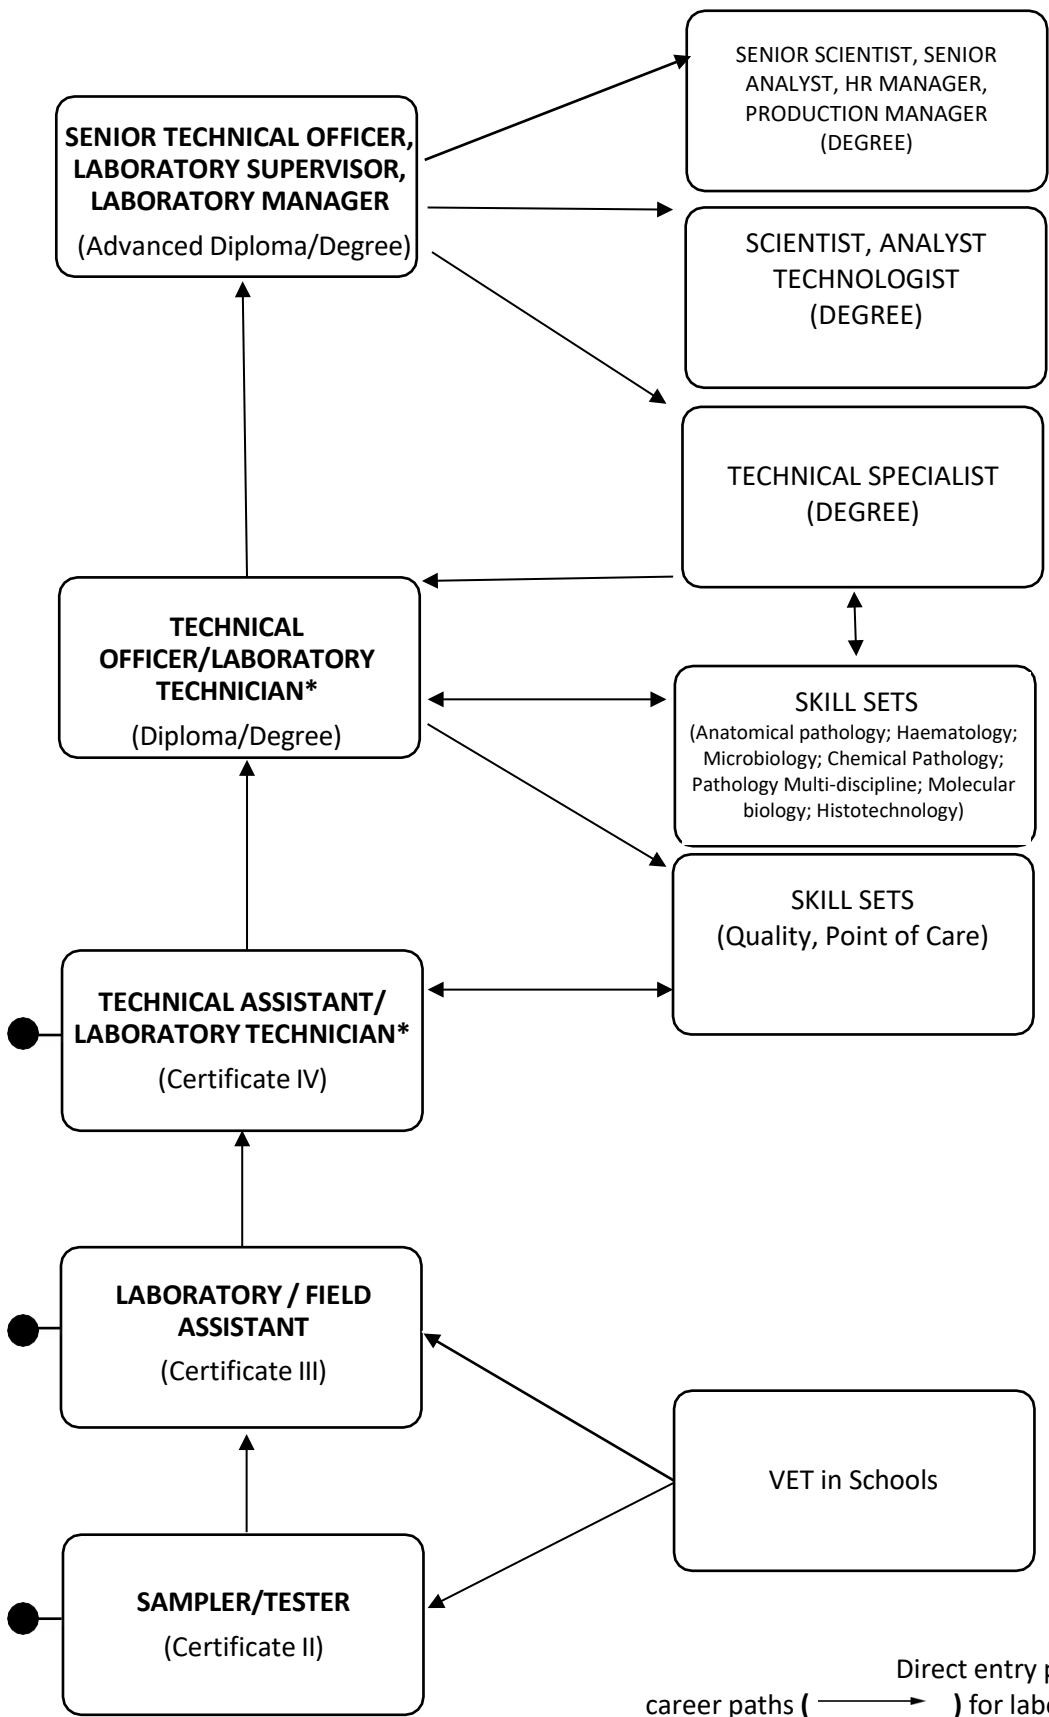 SENIOR SCIENTIST, SENIOR
ANALYST, HR MANAGER,
PRODUCTION MANAGER
(DEGREE)
SENIOR TECHNICAL OFFICER,
LABORATORY SUPERVISOR,
LABORATORY MANAGER
(Advanced Diploma/Degree)
SCIENTIST, ANALYST
TECHNOLOGIST
(DEGREE)
TECHNICAL SPECIALIST
(DEGREE)
TECHNICAL
OFFICER/LABORATORY
TECHNICIAN*
(Diploma/Degree)
SKILL SETS
(Anatomical pathology; Haematology;
Microbiology; Chemical Pathology;
Pathology Multi-discipline; Molecular
biology; Histotechnology)
SKILL SETS
(Quality, Point of Care)
TECHNICAL ASSISTANT/
LABORATORY TECHNICIAN*
(Certificate IV)
LABORATORY / FIELD
ASSISTANT
(Certificate III)
VET in Schools
SAMPLER/TESTER
(Certificate II)
Direct entry p
career paths ( ) for labo